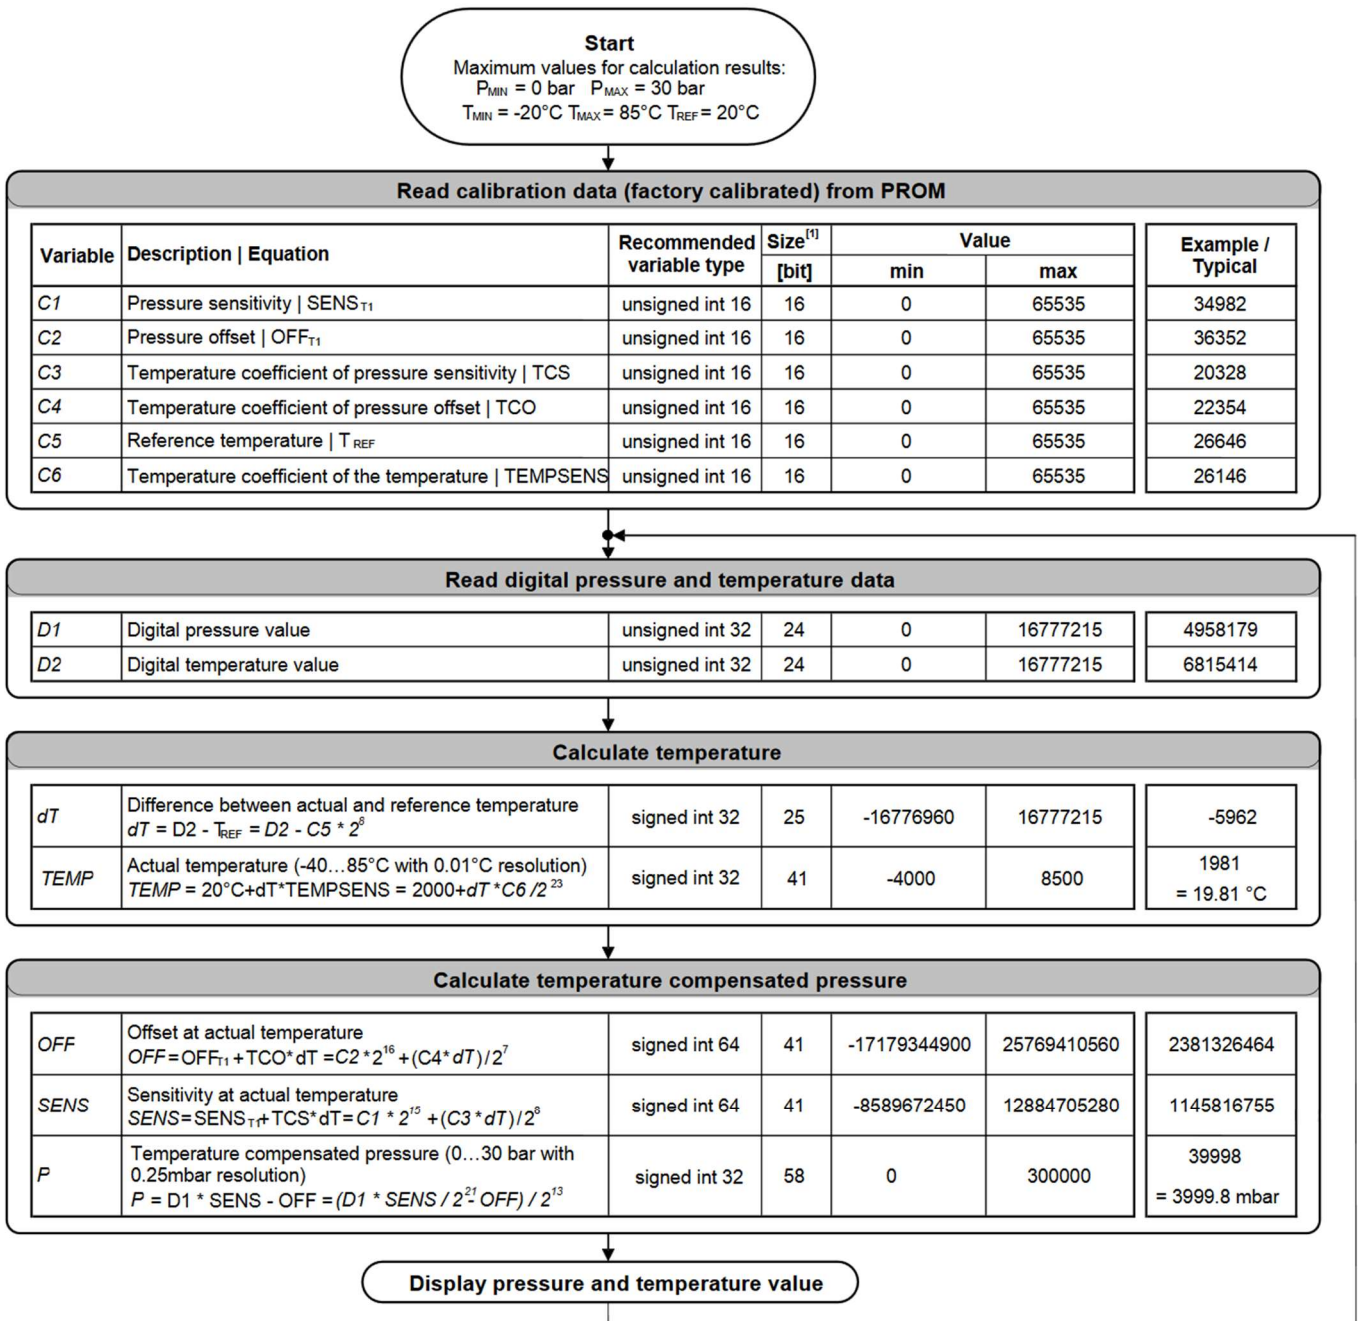 Start
Maximum values for calculation results:
PMIN = 0 bar PMAX = 30 bar
TMIN = -20°C TMAX = 85°C TREF = 20°C
Read calibration data (factory calibrated) from PROM
Variable Description | Equation Recommended variable type Size[1] [bit] Value min max Example / Typical
C1 Pressure sensitivity | SENST1 unsigned int 16 16 0 65535 34982
C2 Pressure offset | OFFT1 unsigned int 16 16 0 65535 36352
C3 Temperature coefficient of pressure sensitivity | TCS unsigned int 16 16 0 65535 20328
C4 Temperature coefficient of pressure offset | TCO unsigned int 16 16 0 65535 22354
C5 Reference temperature | T REF unsigned int 16 16 0 65535 26646
C6 Temperature coefficient of the temperature | TEMPSENS unsigned int 16 16 0 65535 26146
Read digital pressure and temperature data
D1 Digital pressure value unsigned int 32 24 0 16777215 4958179
D2 Digital temperature value unsigned int 32 24 0 16777215 6815414
Calculate temperature
Difference between actual and reference temperature
dT dT = D2 - TREF = D2 - C5 * 2^8 signed int 32 25 -16776960 16777215 -5962
Actual temperature (-40…85°C with 0.01°C resolution) 1981
TEMP TEMP = 20°C+dT*TEMPSENS = 2000+dT*C6/2^23 signed int 32 41 -4000 8500 = 19.81 °C
Calculate temperature compensated pressure
Offset at actual temperature
OFF OFF=OFFT1+TCO*dT =C2*2^16 +(C4*dT)/2^7 signed int 64 41 -17179344900 25769410560 2381326464
Sensitivity at actual temperature
SENS SENS=SENST1+TCS*dT=C1 * 2^15 +(C3*dT)/2^8 signed int 64 41 -8589672450 12884705280 1145816755
Temperature compensated pressure (0…30 bar with 39998
P 0.25mbar resolution) signed int 32 58 0 300000
P = D1 * SENS - OFF = (D1 * SENS / 2^21 - OFF) / 2^13 = 3999.8 mbar
Display pressure and temperature value